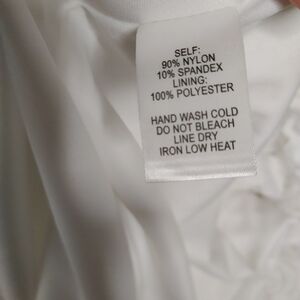 SELF:
90% NYLON
10% SPANDEX
LINING:
100% POLYESTER
HAND WASH COLD
DO NOT BLEACH
LINE DRY
IRON LOW HEAT